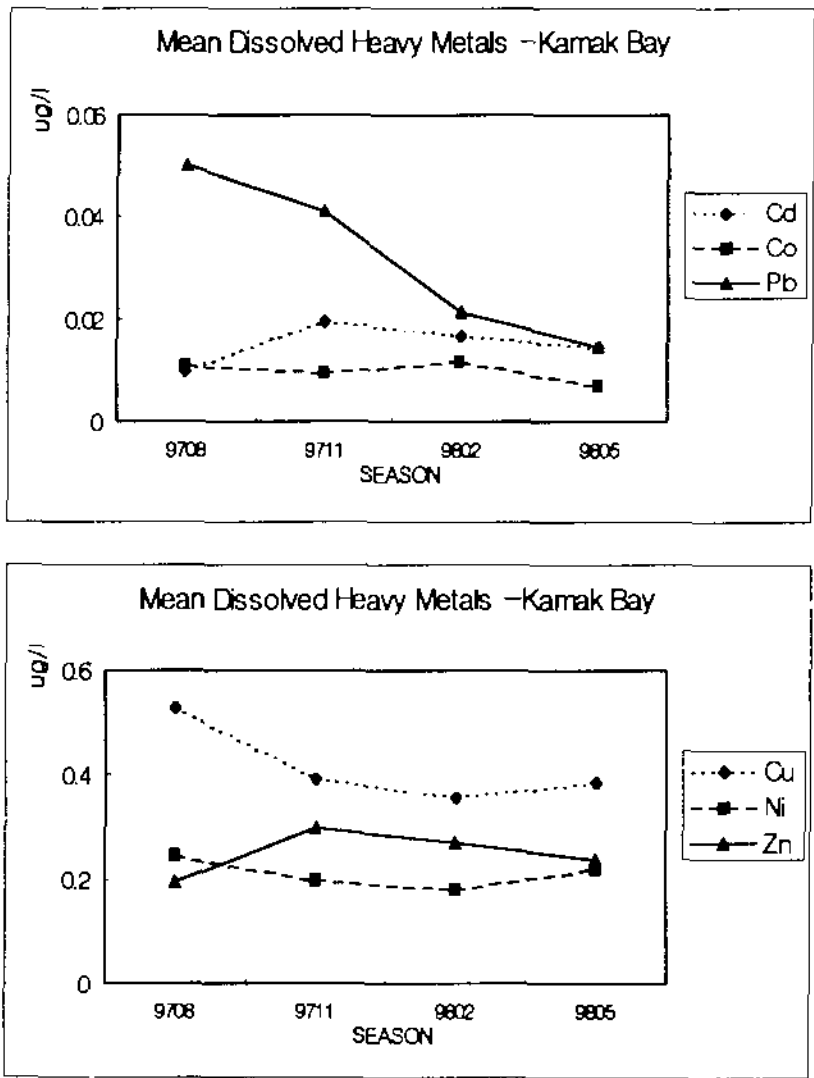 Mean Dissolved Heavy Metals -Kamak Bay
ug/l
0.06
0.04
0.02
0
9708 9711 9802 9805
SEASON
Cd
Co
Pb
Mean Dissolved Heavy Metals -Kamak Bay
ug/l
0.6
0.4
0.2
0
9708 9711 9802 9805
SEASON
Cu
Ni
Zn